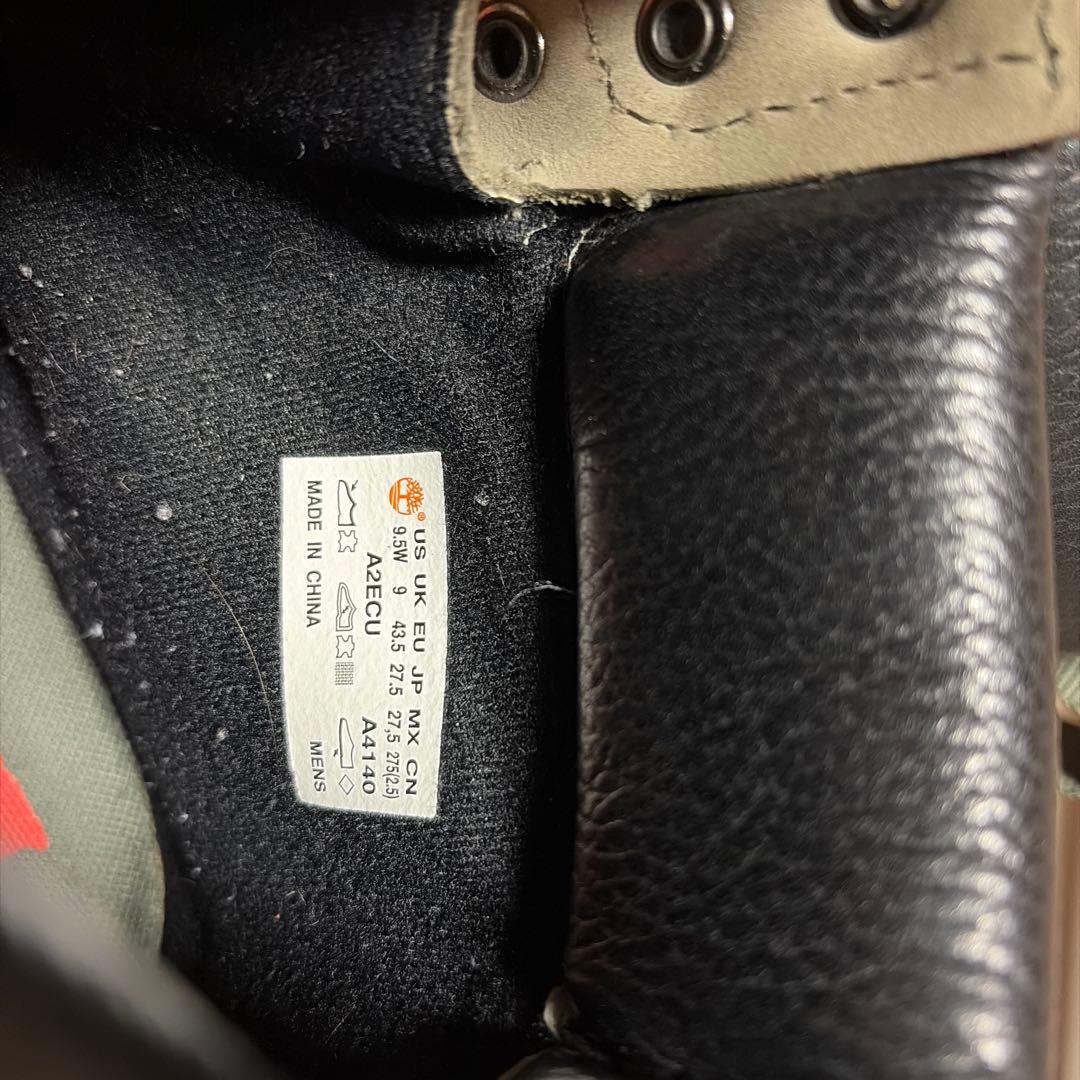 ®
US UK EU JP MX CN
9.5W 9 43.5 27.5 27,5 275(2.5)
A2ECU A4140
MADE IN CHINA MENS